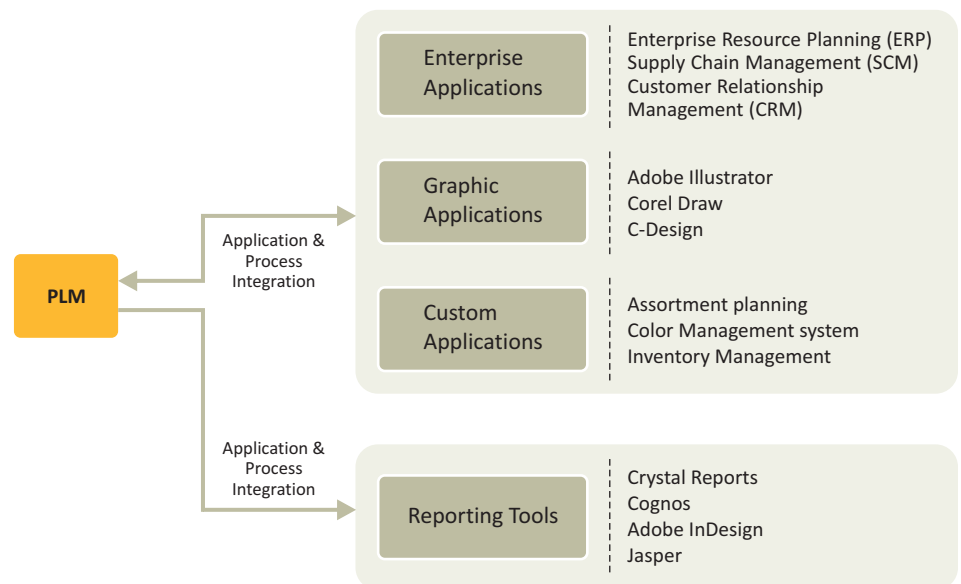 Enterprise
Applications
Enterprise Resource Planning (ERP)
Supply Chain Management (SCM)
Customer Relationship
Management (CRM)
Graphic
Applications
Adobe Illustrator
Corel Draw
C-Design
Application &
Process
Integration
PLM
Custom
Applications
Assortment planning
Color Management system
Inventory Management
Application &
Process
Integration
Reporting Tools
Crystal Reports
Cognos
Adobe InDesign
Jasper